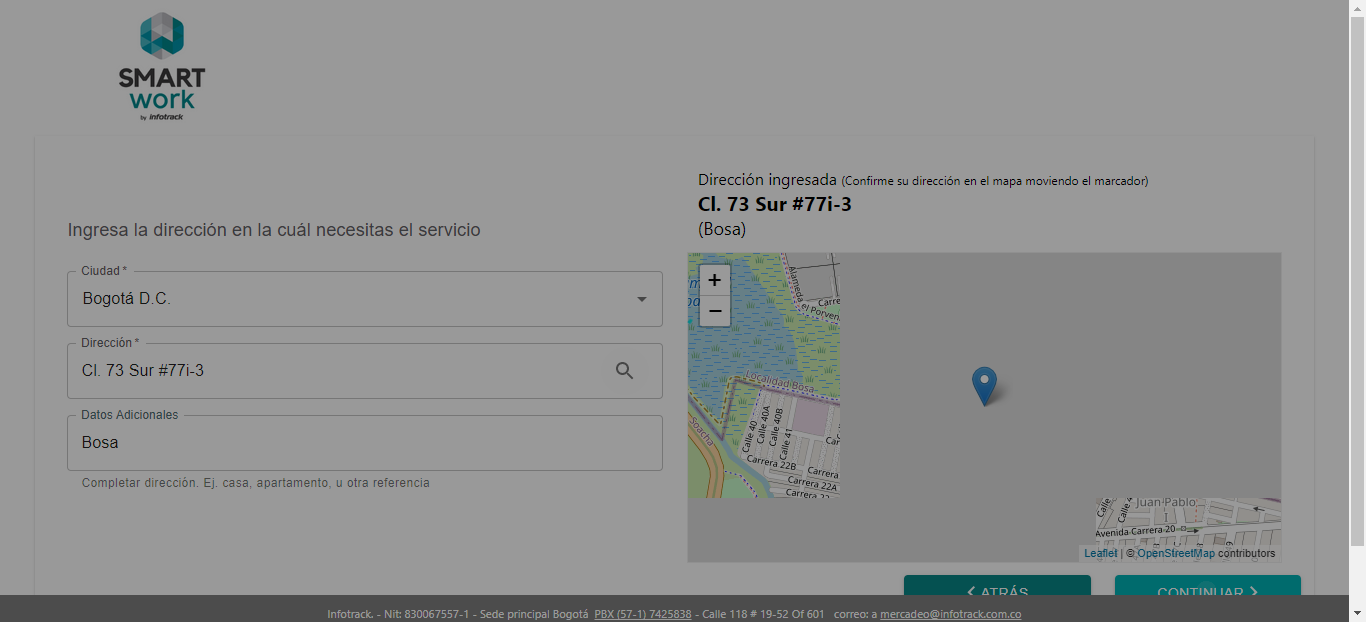 SMART
work
by infotrack
Ingresa la dirección en la cuál necesitas el servicio
Ciudad *
Bogotá D.C.
Dirección *
Cl. 73 Sur #77i-3
Datos Adicionales
Bosa
Completar dirección. Ej. casa, apartamento, u otra referencia
Dirección ingresada (Confirme su dirección en el mapa moviendo el marcador)
Cl. 73 Sur #77i-3
(Bosa)
+
−
Alameda el Porven
Carre
Localidad Bosa
Soacha
Calle 40
Calle 40A
Calle 40B
Calle 41
Carrera 22B
Carrera
Carrera 22A
Carrera 22
Calle
Calle 4
Juan Pablo
I
Avenida Carrera 20
Leaflet | © OpenStreetMap contributors
ATRÁS
CONTINUAR
Infotrack. - Nit: 830067557-1 - Sede principal Bogotá PBX (57-1) 7425838 - Calle 118 # 19-52 Of 601 correo: a mercadeo@infotrack.com.co